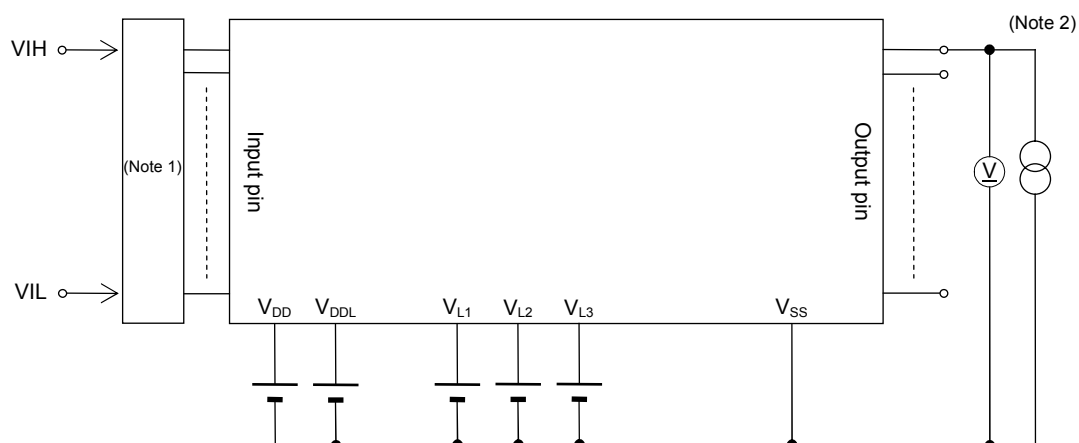 (Note 2)
VIH
(Note 1)
Input pin
Output pin
V
VIL
VDD VDDL VL1 VL2 VL3 VSS